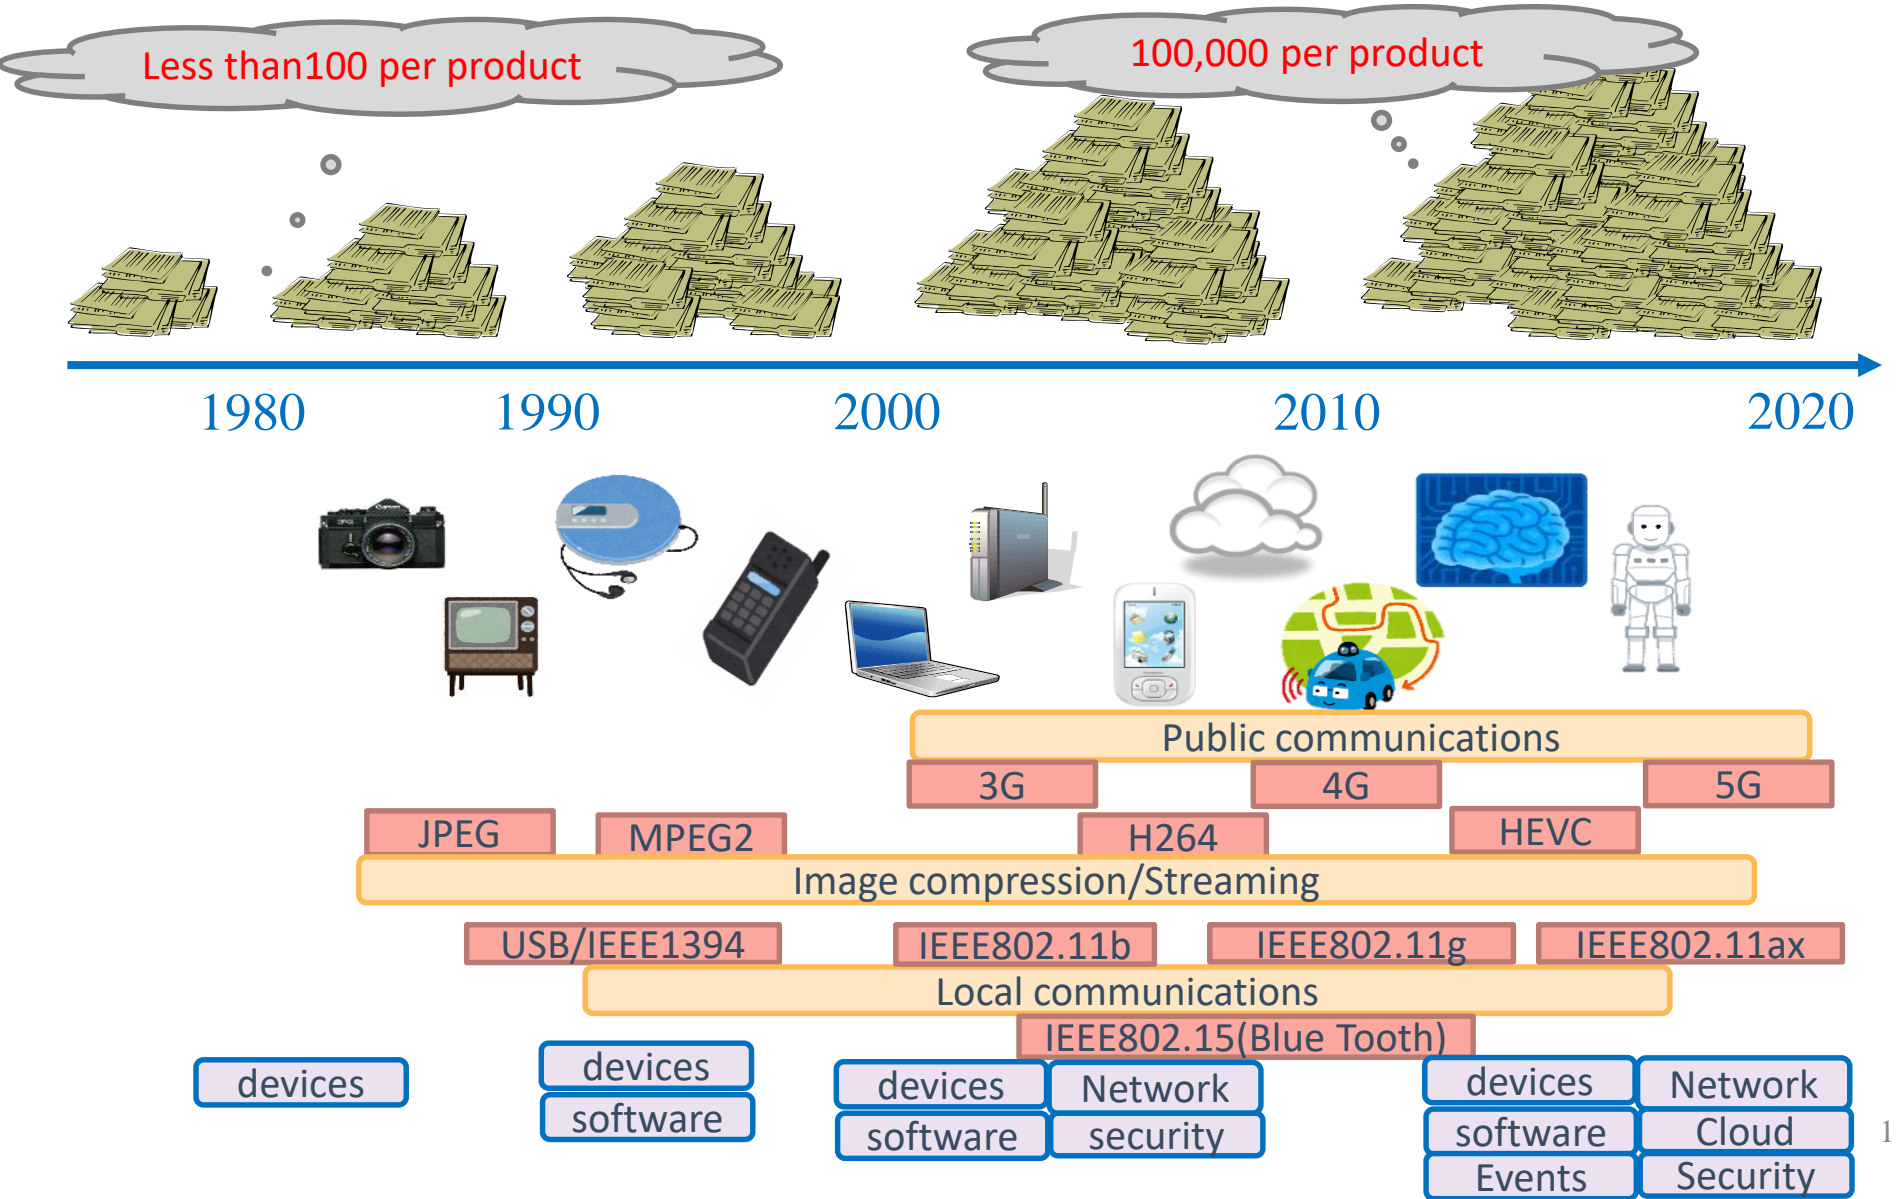 Less than100 per product
100,000 per product
1980
1990
2000
2010
2020
Public communications
3G
4G
5G
JPEG
MPEG2
H264
HEVC
Image compression/Streaming
USB/IEEE1394
IEEE802.11b
IEEE802.11g
IEEE802.11ax
Local communications
IEEE802.15(Blue Tooth)
devices
devices
software
devices
Network
software
security
devices
Network
software
Cloud
Events
Security
1